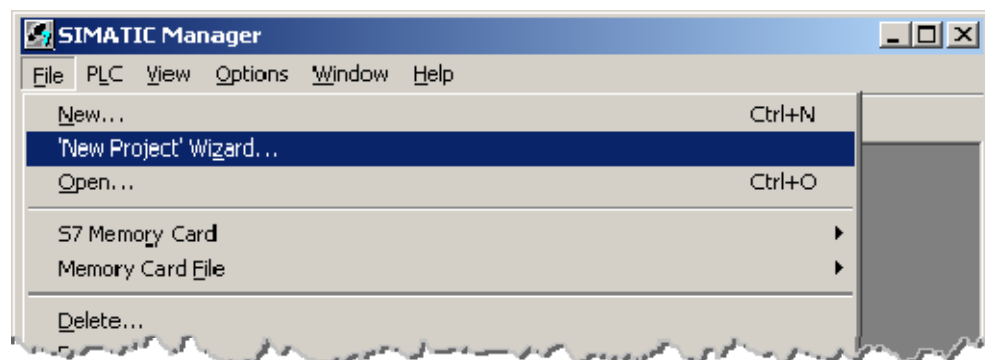 SIMATIC Manager
File PLC View Options Window Help
New... Ctrl+N
'New Project' Wizard...
Open... Ctrl+O
S7 Memory Card
Memory Card File
Delete...